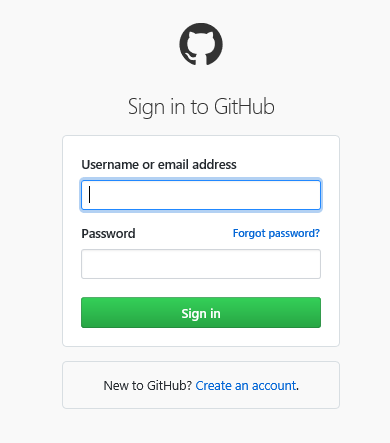 Sign in to GitHub
Username or email address
Password Forgot password?
Sign in
New to GitHub? Create an account.